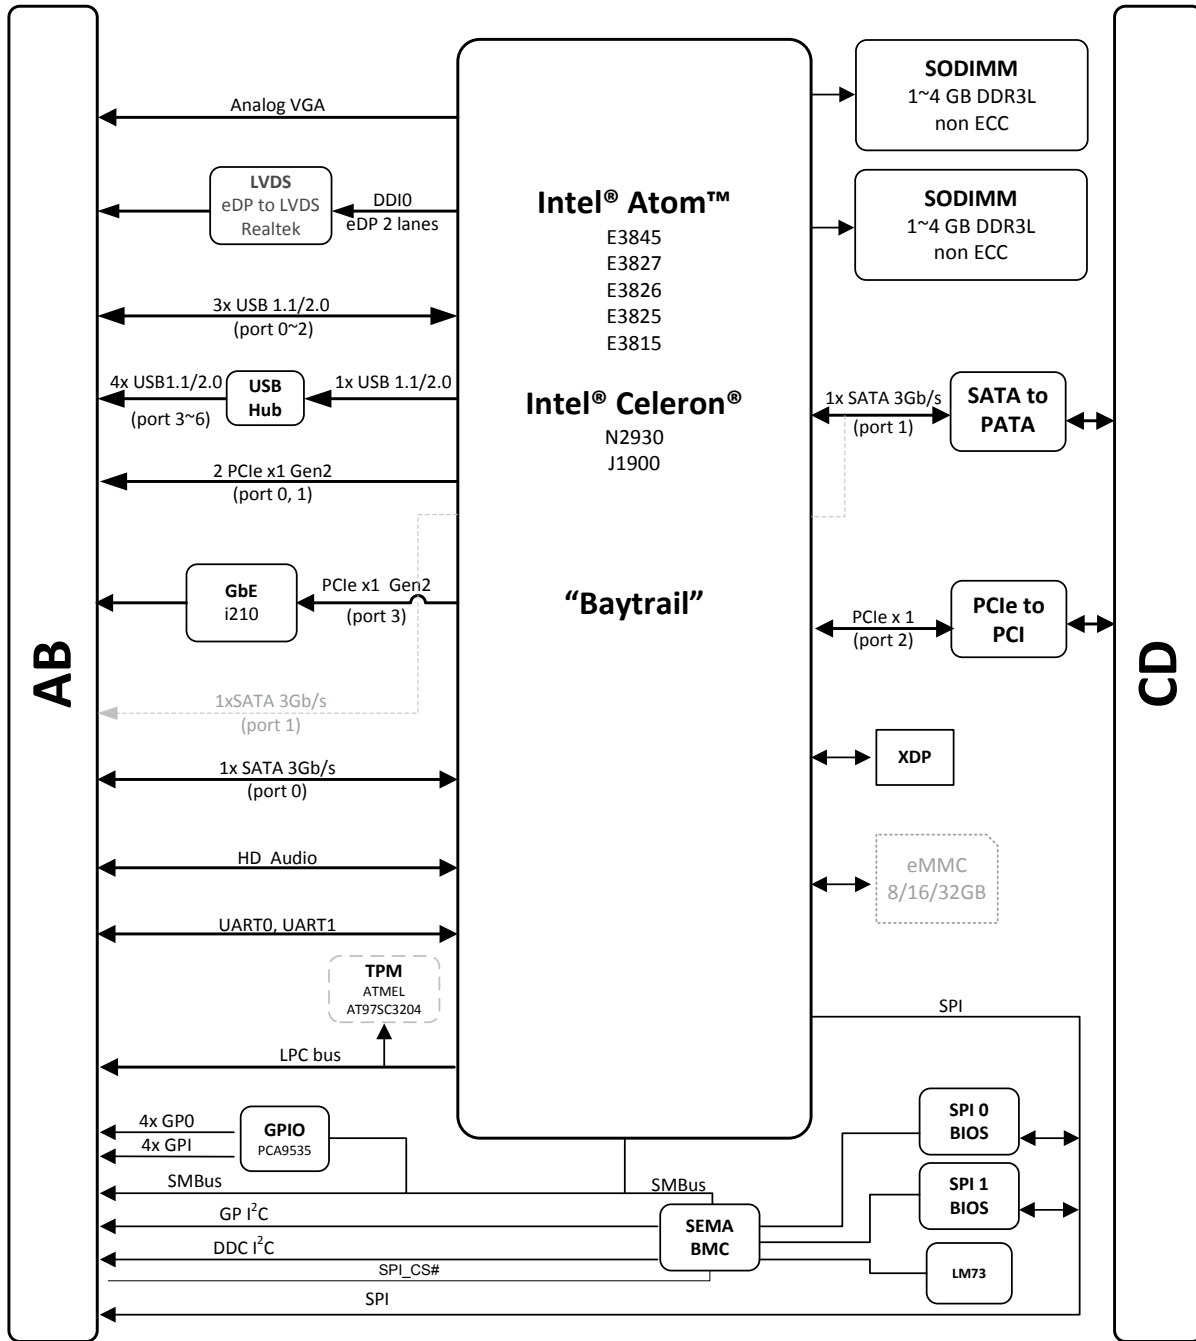 AB
Analog VGA
LVDS
eDP to LVDS
Realtek
DDI0
eDP 2 lanes
3x USB 1.1/2.0
(port 0~2)
4x USB1.1/2.0
(port 3~6)
USB
Hub
1x USB 1.1/2.0
2 PCIe x1 Gen2
(port 0, 1)
GbE
i210
PCIe x1 Gen2
(port 3)
1xSATA 3Gb/s
(port 1)
1x SATA 3Gb/s
(port 0)
HD Audio
UART0, UART1
TPM
ATMEL
AT97SC3204
LPC bus
4x GP0
4x GPI
GPIO
PCA9535
SMBus
GP I²C
DDC I²C
SPI_CS#
SPI
Intel® Atom™
E3845
E3827
E3826
E3825
E3815
Intel® Celeron®
N2930
J1900
“Baytrail”
SMBus
SEMA
BMC
SODIMM
1~4 GB DDR3L
non ECC
SODIMM
1~4 GB DDR3L
non ECC
1x SATA 3Gb/s
(port 1)
SATA to
PATA
PCIe x 1
(port 2)
PCIe to
PCI
XDP
eMMC
8/16/32GB
SPI
SPI 0
BIOS
SPI 1
BIOS
LM73
CD